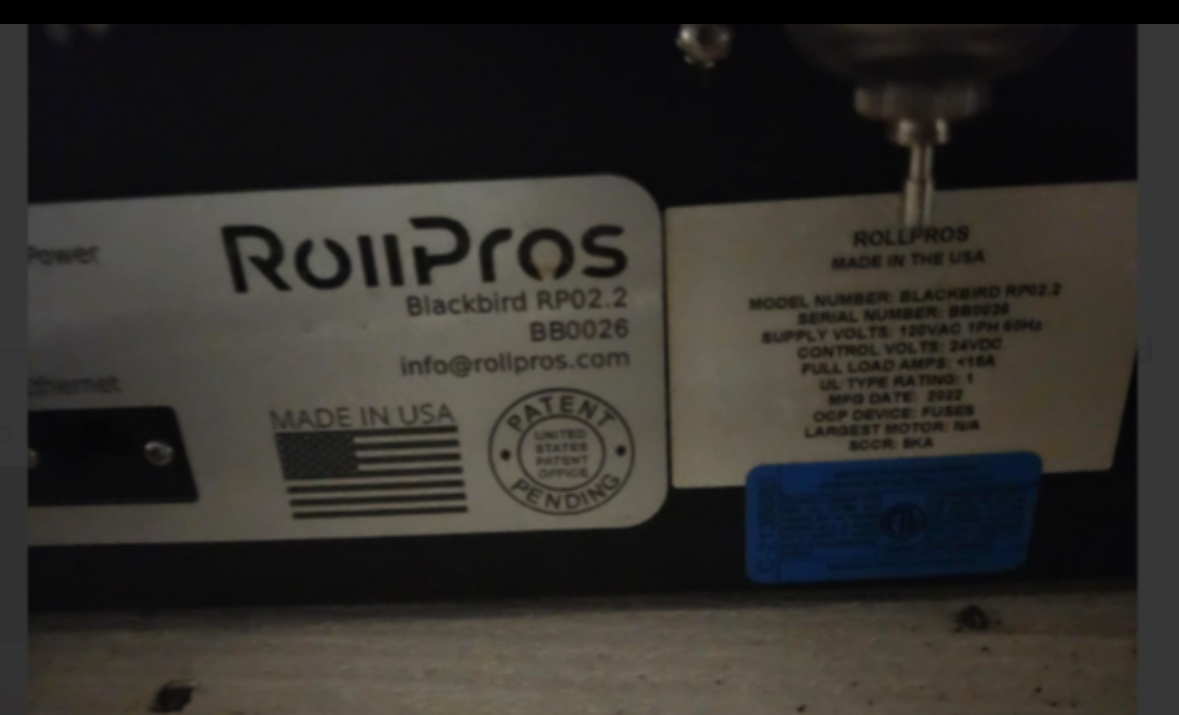 Power
RollPros
Blackbird RP02.2
BB0026
info@rollpros.com
Ethernet
MADE IN USA
PATENT
UNITED
STATES
PATENT
OFFICE
PENDING
ROLLPROS
MADE IN THE USA
MODEL NUMBER: BLACKBIRD RP02.2
SERIAL NUMBER: BB0026
SUPPLY VOLTS: 120VAC 1PH 60Hz
CONTROL VOLTS: 24VDC
FULL LOAD AMPS: <16A
UL TYPE RATING: 1
MFG DATE: 2022
OCP DEVICE: FUSES
LARGEST MOTOR: N/A
SCCR: 5KA